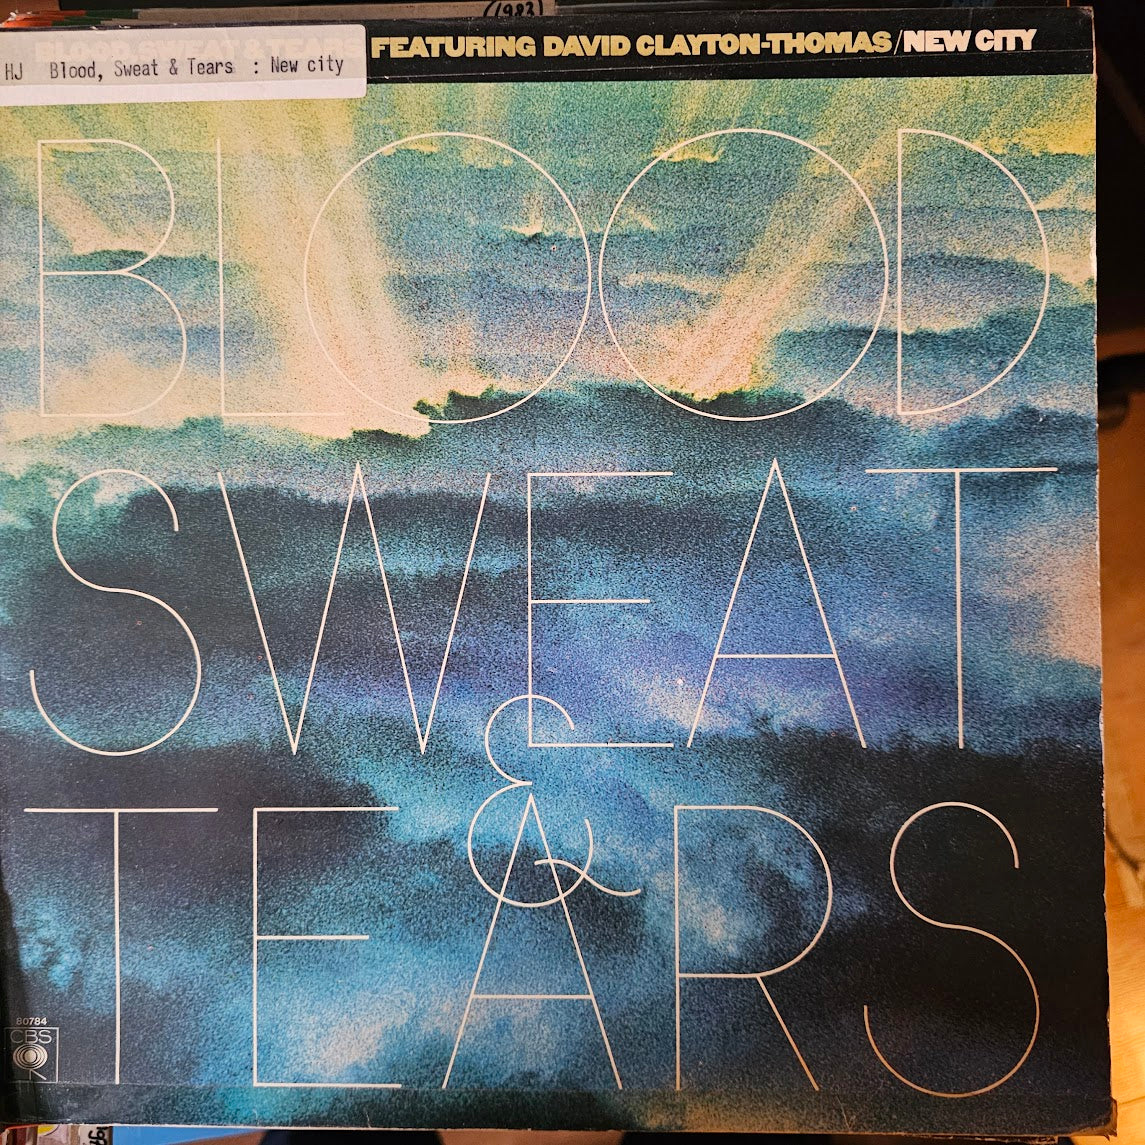 (1983)
BLOOD, SWEAT & TEARS FEATURING DAVID CLAYTON-THOMAS/NEW CITY
HJ Blood, Sweat & Tears : New city
BLOOD
SWEAT
&
TEARS
80784
CBS